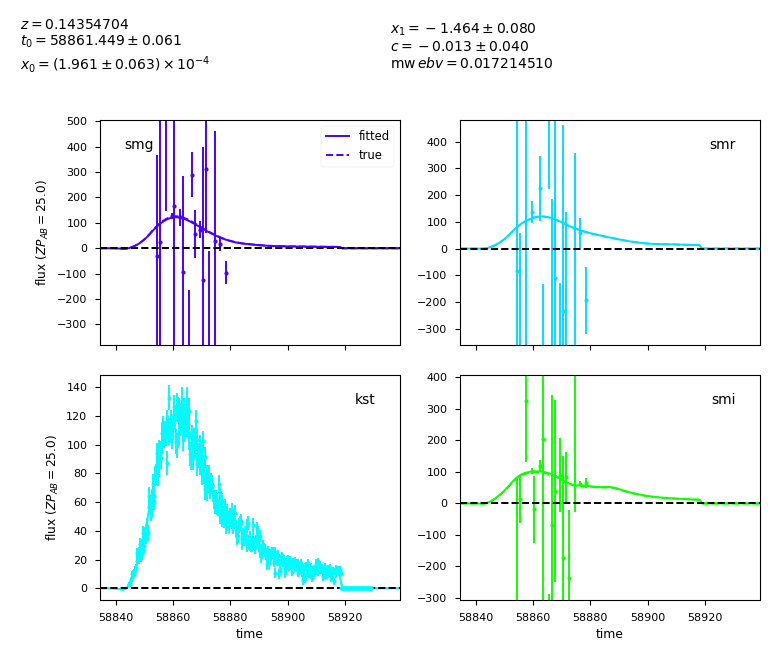 z = 0.14354704
t₀ = 58861.449 ± 0.061
x₀ = (1.961 ± 0.063) × 10⁻⁴
x₁ = −1.464 ± 0.080
c = −0.013 ± 0.040
mw ebv = 0.017214510
smg
fitted
true
flux (ZP_AB = 25.0)
500
400
300
200
100
0
−100
−200
−300
smr
400
300
200
100
0
−100
−200
−300
kst
flux (ZP_AB = 25.0)
140
120
100
80
60
40
20
0
58840 58860 58880 58900 58920
time
smi
400
300
200
100
0
−100
−200
−300
58840 58860 58880 58900 58920
time